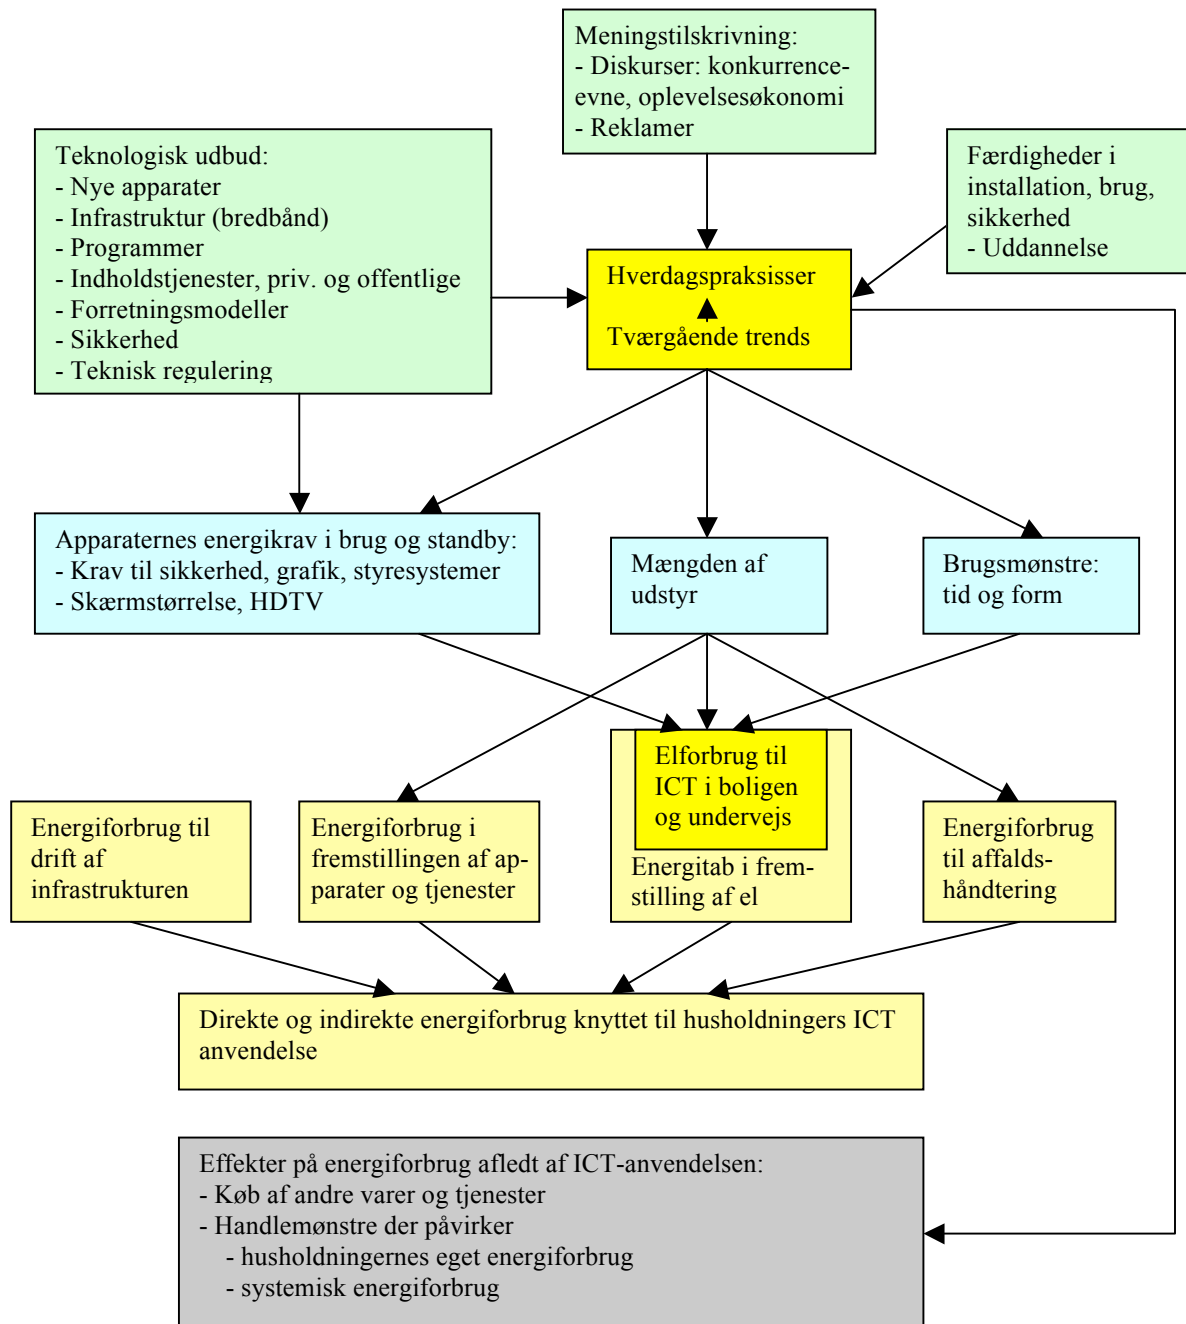 Meningstilskrivning:
- Diskurser: konkurrence-
evne, oplevelsesøkonomi
- Reklamer
Teknologisk udbud:
- Nye apparater
- Infrastruktur (bredbånd)
- Programmer
- Indholdstjenester, priv. og offentlige
- Forretningsmodeller
- Sikkerhed
- Teknisk regulering
Færdigheder i
installation, brug,
sikkerhed
- Uddannelse
Hverdagspraksisser
Tværgående trends
Apparaternes energikrav i brug og standby:
- Krav til sikkerhed, grafik, styresystemer
- Skærmstørrelse, HDTV
Mængden af
udstyr
Brugsmønstre:
tid og form
Energiforbrug til
drift af
infrastrukturen
Energiforbrug i
fremstillingen af ap-
parater og tjenester
Elforbrug til
ICT i boligen
og undervejs
Energitab i frem-
stilling af el
Energiforbrug
til affalds-
håndtering
Direkte og indirekte energiforbrug knyttet til husholdningers ICT
anvendelse
Effekter på energiforbrug afledt af ICT-anvendelsen:
- Køb af andre varer og tjenester
- Handlemønstre der påvirker
- husholdningernes eget energiforbrug
- systemisk energiforbrug